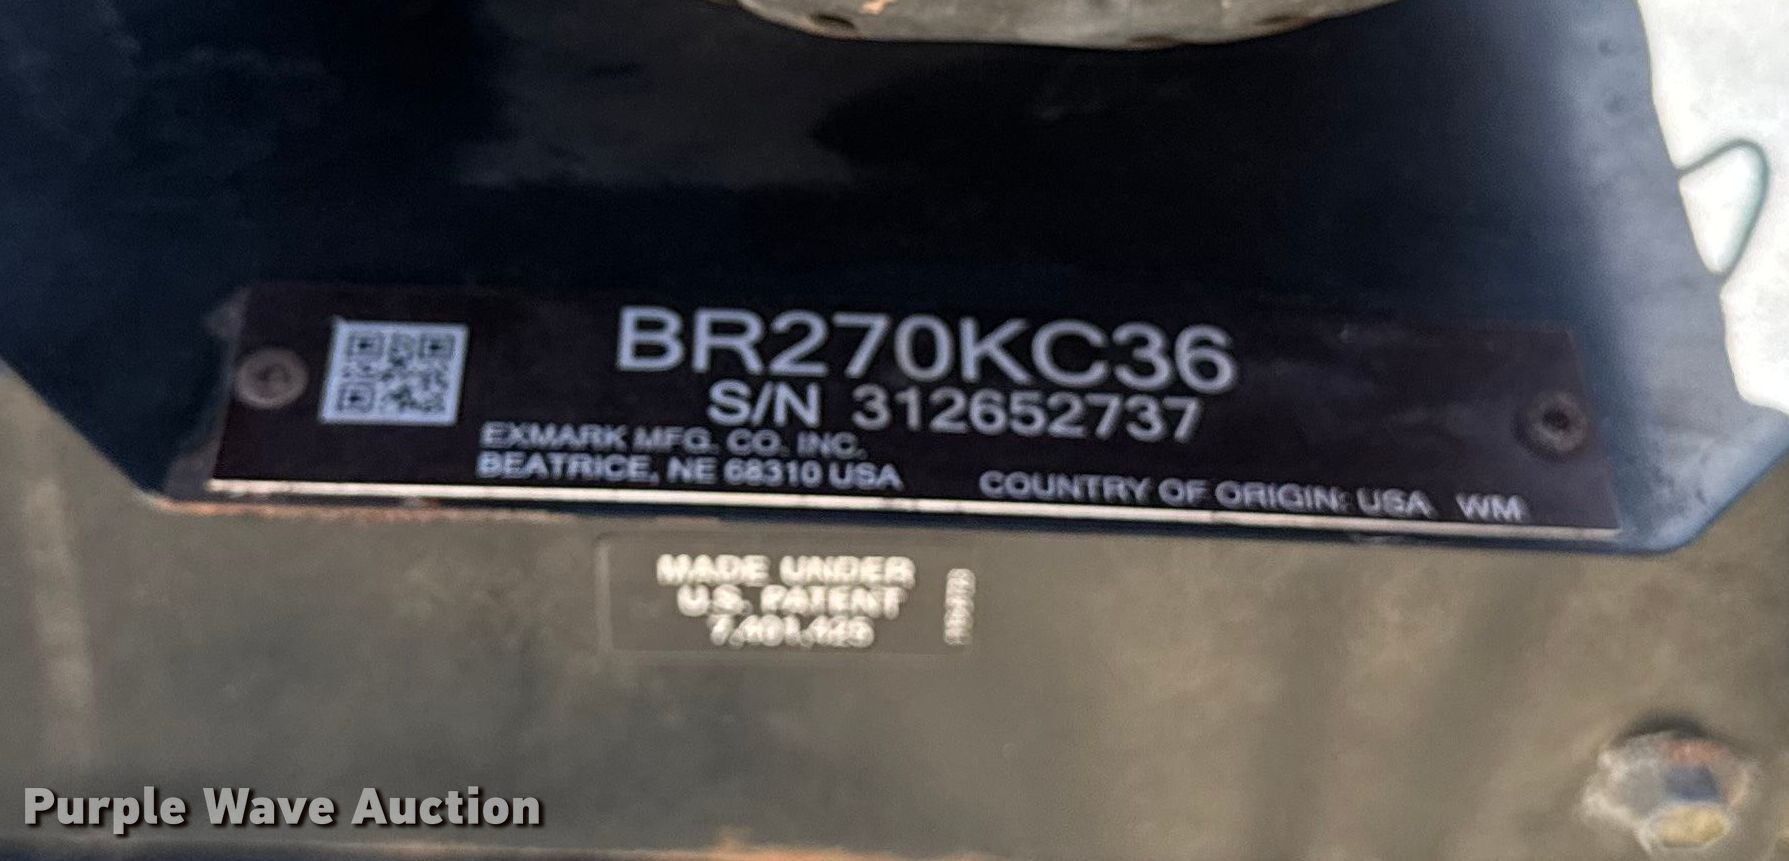 BR270KC36
S/N 312652737
EXMARK MFG. CO. INC.
BEATRICE, NE 68310 USA
COUNTRY OF ORIGIN: USA WM
MADE UNDER
U.S. PATENT
Purple Wave Auction